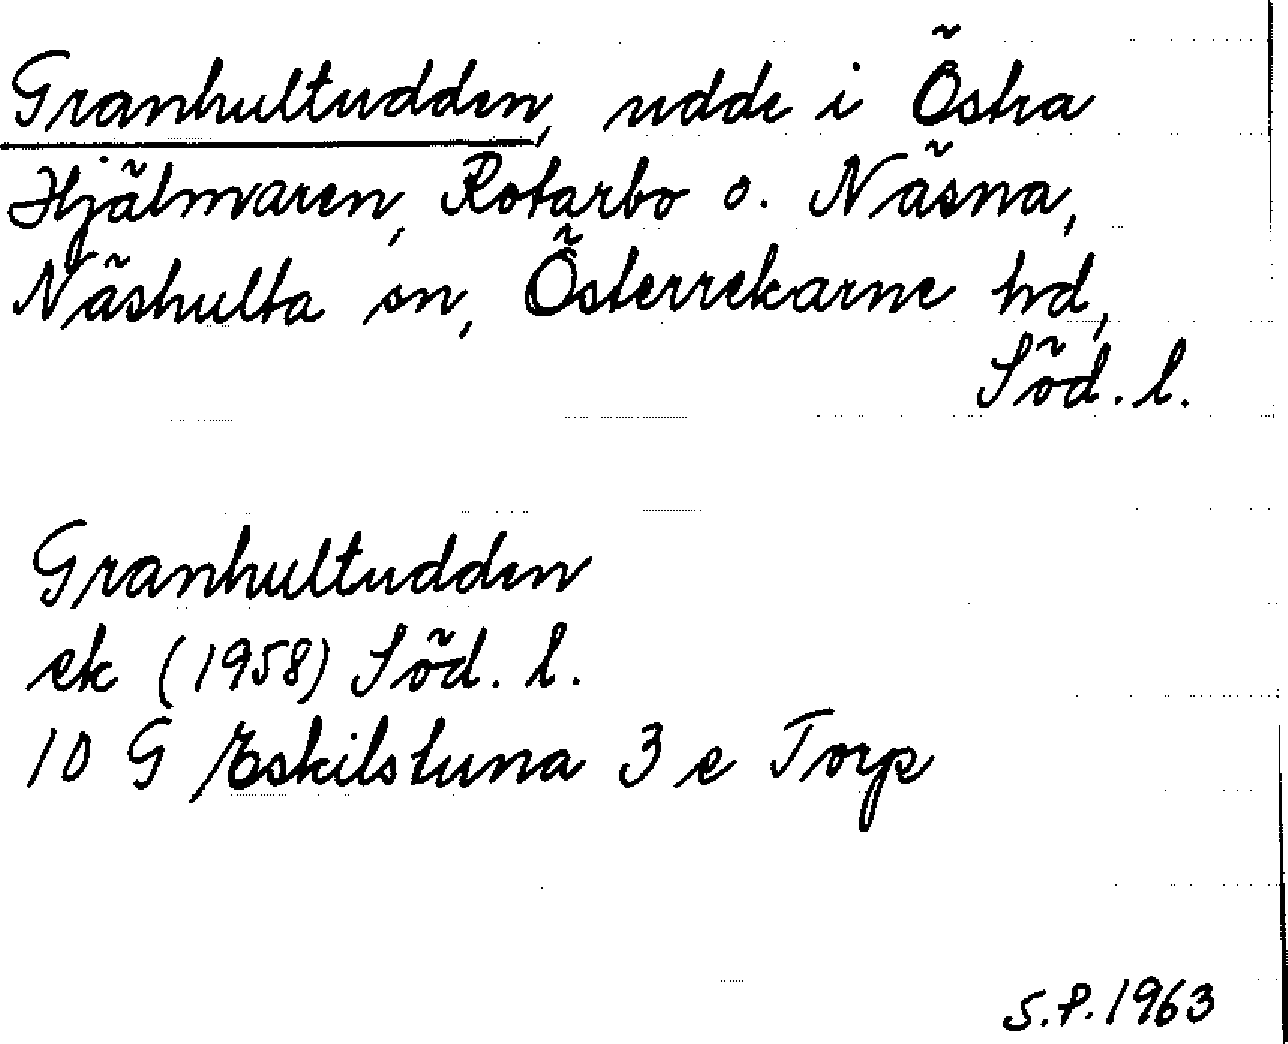 Granhultudden, udde i Östra
Hjälmaren, Rotarbo o. Näsna,
Näshulta sn, Österrekarne hd,
Söd. l.
Granhultudden
ek (1958) Söd. l.
10 G Eskilstuna 3 e Torp
S.P. 1963